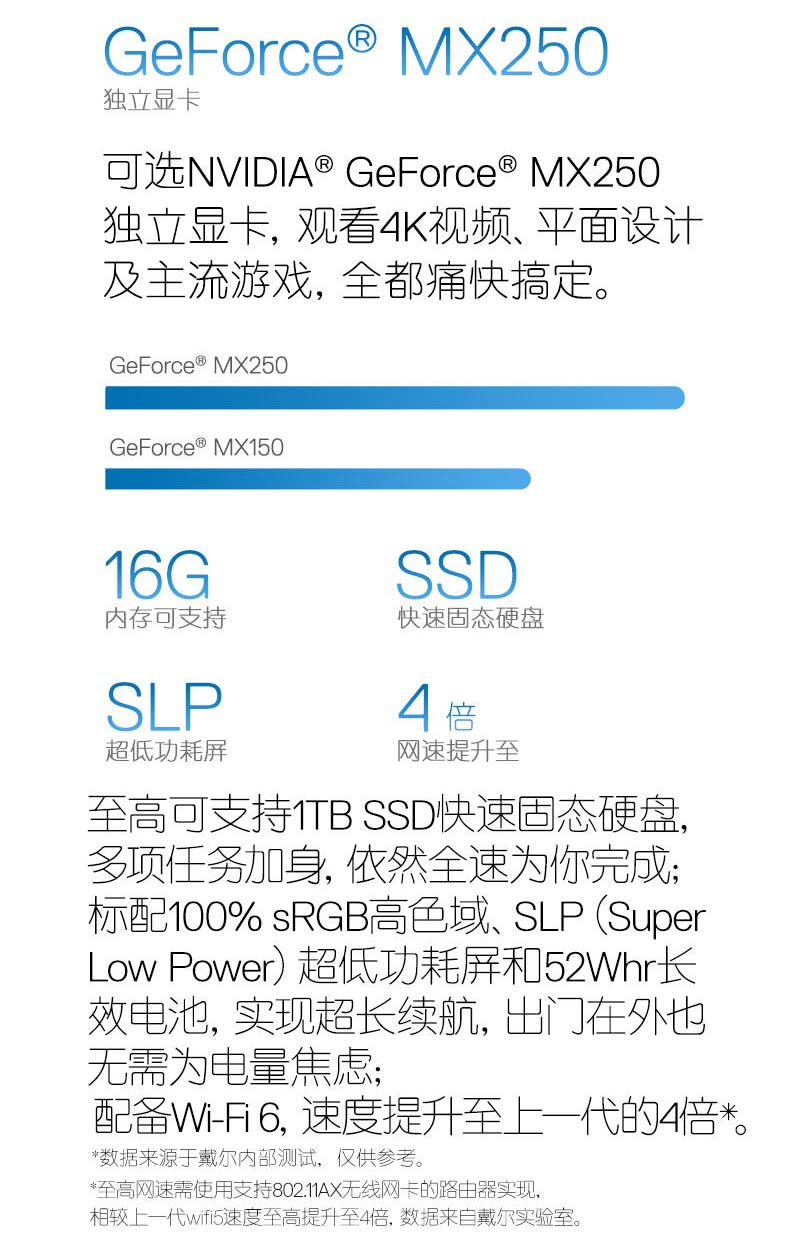 GeForce® MX250
独立显卡
可选NVIDIA® GeForce® MX250
独立显卡, 观看4K视频、平面设计
及主流游戏, 全都痛快搞定。
GeForce® MX250
GeForce® MX150
16G SSD
内存可支持 快速固态硬盘
SLP 4 倍
超低功耗屏 网速提升至
至高可支持1TB SSD快速固态硬盘,
多项任务加身, 依然全速为你完成;
标配100% sRGB高色域、SLP (Super
Low Power) 超低功耗屏和52Whr长
效电池, 实现超长续航, 出门在外也
无需为电量焦虑;
配备Wi-Fi 6, 速度提升至上一代的4倍*。
*数据来源于戴尔内部测试, 仅供参考。
*至高网速需使用支持802.11AX无线网卡的路由器实现,
相较上一代wifi5速度至高提升至4倍, 数据来自戴尔实验室。